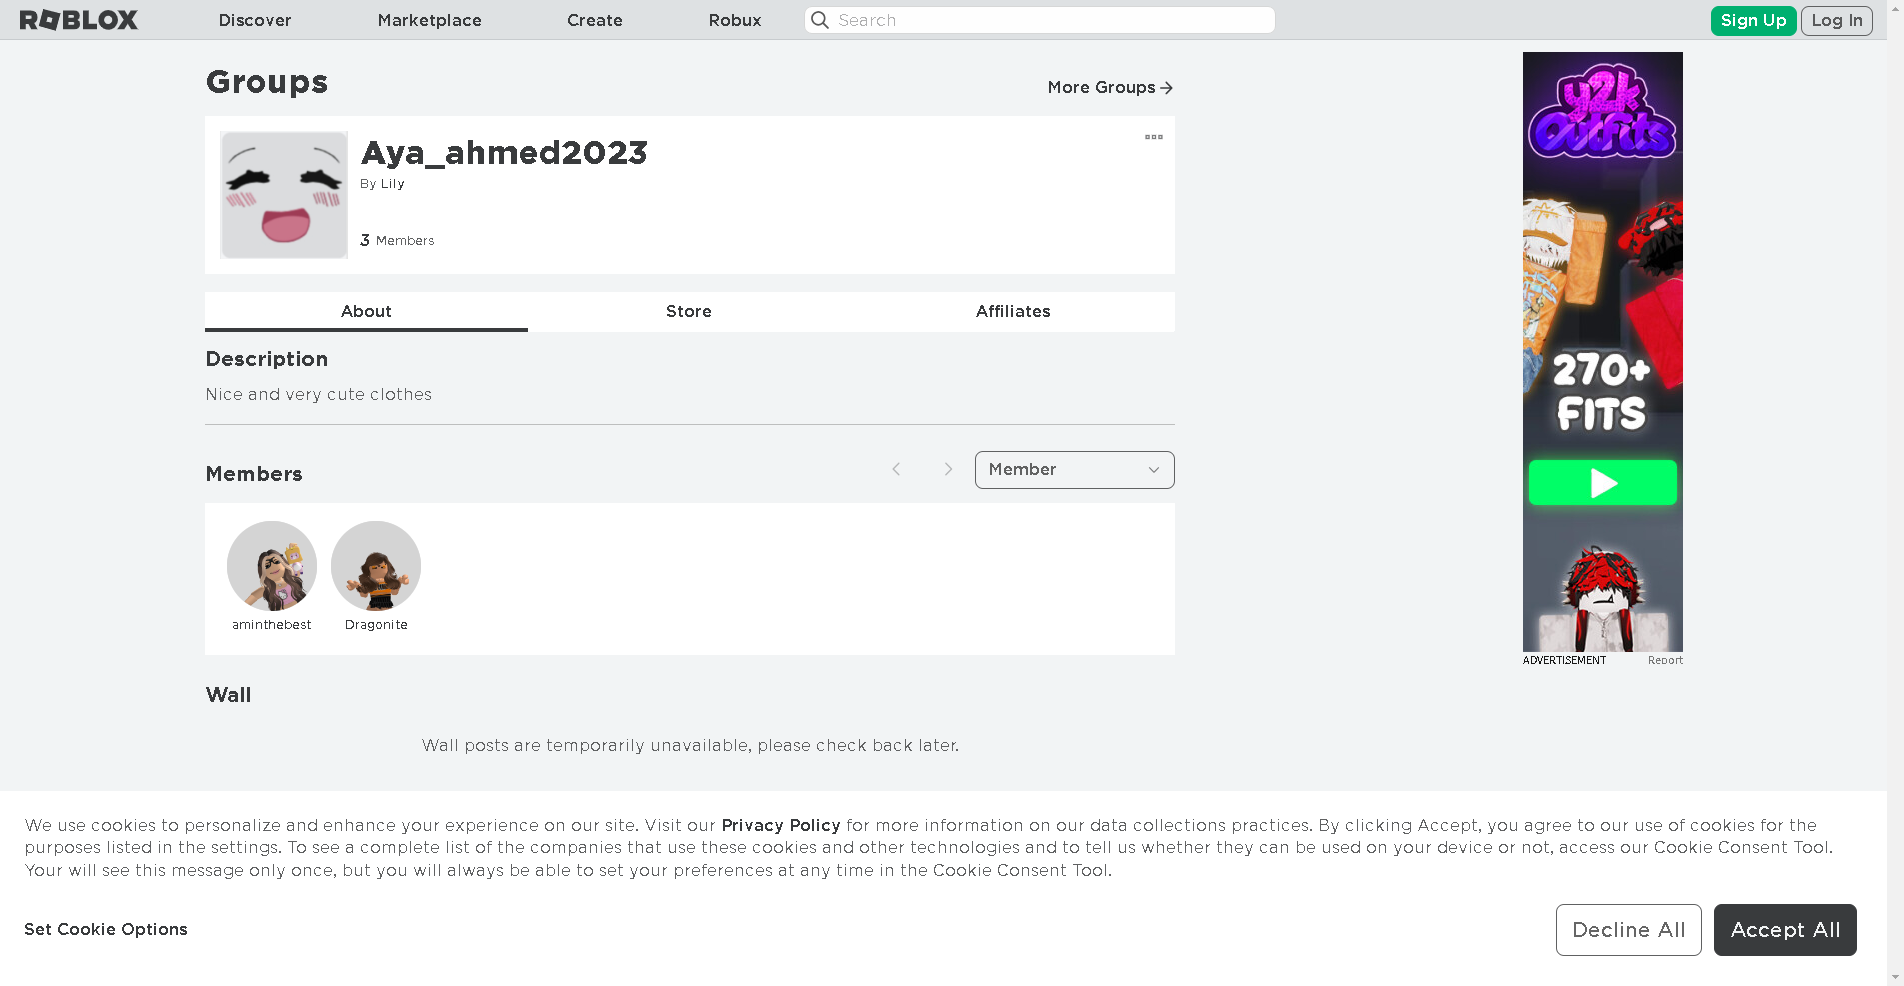 ROBLOX
Discover
Marketplace
Create
Robux
Search
Sign Up
Log In
Groups
More Groups
Aya_ahmed2023
By Lily
3 Members
About
Store
Affiliates
Description
Nice and very cute clothes
Members
Member
aminthebest
Dragonite
Wall
Wall posts are temporarily unavailable, please check back later.
y2k
Outfits
270+
FITS
ADVERTISEMENT
Report
We use cookies to personalize and enhance your experience on our site. Visit our Privacy Policy for more information on our data collections practices. By clicking Accept, you agree to our use of cookies for the
purposes listed in the settings. To see a complete list of the companies that use these cookies and other technologies and to tell us whether they can be used on your device or not, access our Cookie Consent Tool.
Your will see this message only once, but you will always be able to set your preferences at any time in the Cookie Consent Tool.
Set Cookie Options
Decline All
Accept All